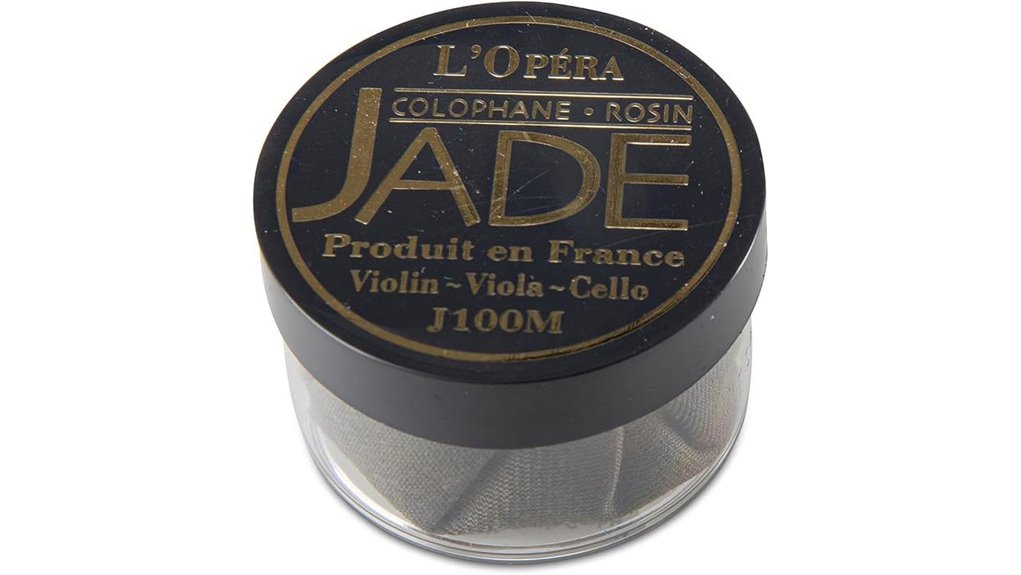 L'OPÉRA
COLOPHANE • ROSIN
JADE
Produit en France
Violin ~ Viola ~ Cello
J100M